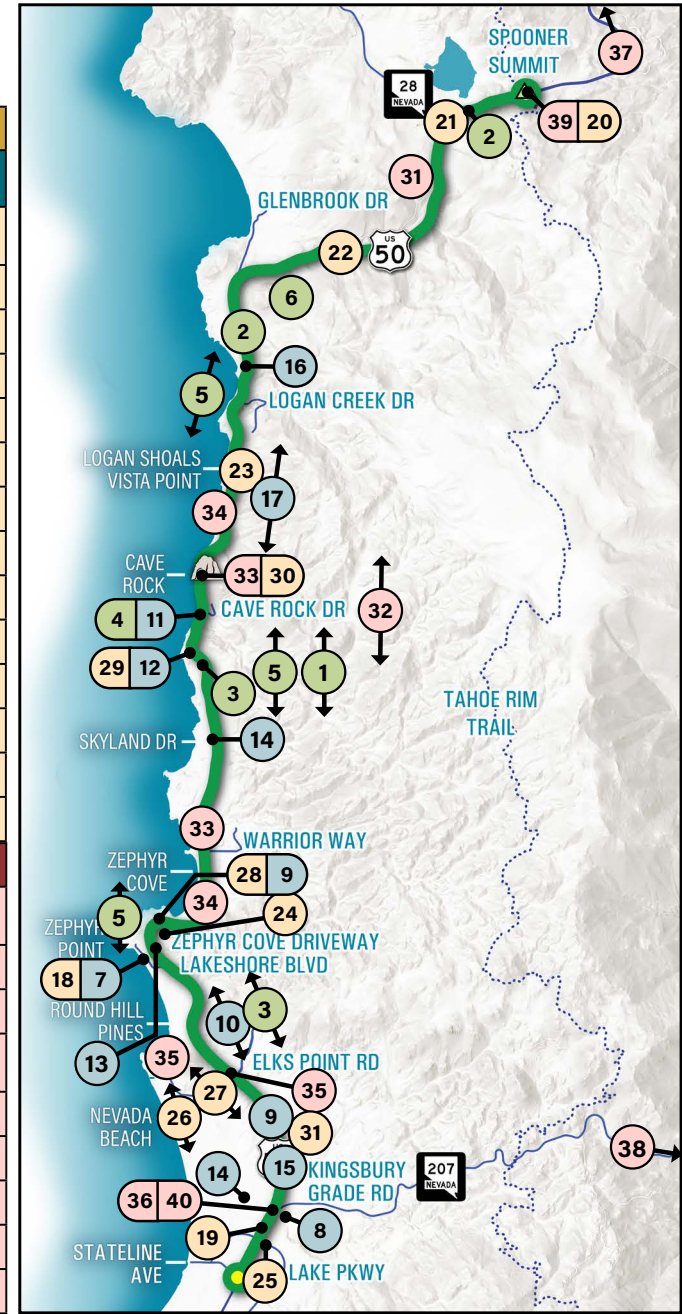 SPOONER
SUMMIT
37
28
NEVADA
21
2
39 20
31
GLENBROOK DR
22
US
50
6
2
16
5
LOGAN CREEK DR
LOGAN SHOALS
VISTA POINT
23
17
34
CAVE
ROCK
33 30
32
4 11
CAVE ROCK DR
29 12
3
5
1
TAHOE RIM
TRAIL
SKYLAND DR
14
33
WARRIOR WAY
ZEPHYR
COVE
28 9
34
24
5
ZEPHYR
POINT
ZEPHYR COVE DRIVEWAY
LAKESHORE BLVD
18 7
ROUND HILL
PINES
10
3
13
35
ELKS POINT RD
35
27
26
NEVADA
BEACH
9
31
38
14
15
KINGSBURY
GRADE RD
207
NEVADA
36 40
19
8
STATELINE
AVE
25
LAKE PKWY